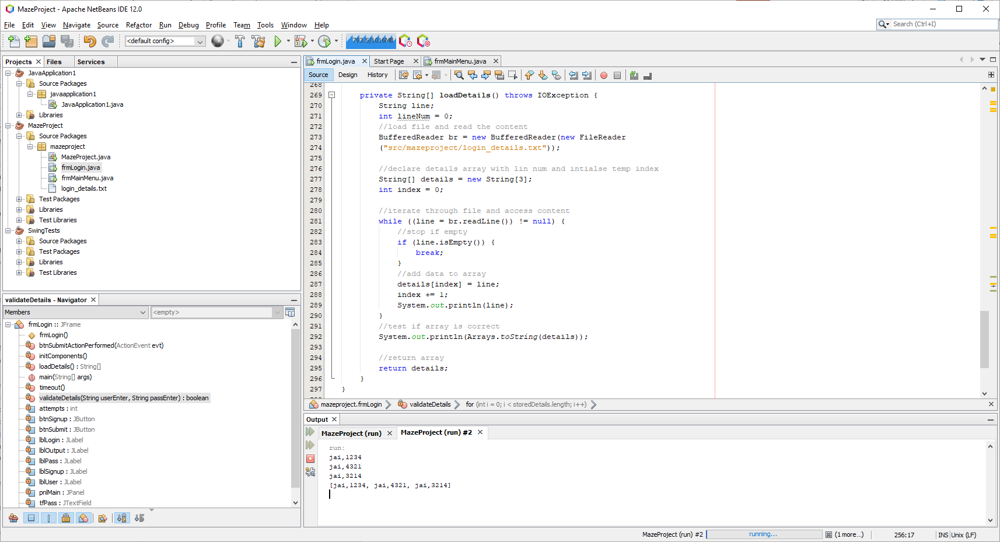 MazeProject - Apache NetBeans IDE 12.0
File Edit View Navigate Source Refactor Run Debug Profile Team Tools Window Help
Search (Ctrl+I)
<default config>
793.5/1016MB
Projects Files Services
JavaApplication1
Source Packages
javaapplication1
JavaApplication1.java
Libraries
MazeProject
Source Packages
mazeproject
MazeProject.java
frmLogin.java
frmMainMenu.java
login_details.txt
Test Packages
Libraries
Test Libraries
SwingTests
Source Packages
Test Packages
Libraries
Test Libraries
validateDetails - Navigator
Members
<empty>
frmLogin :: JFrame
frmLogin()
btnSubmitActionPerformed(ActionEvent evt)
initComponents()
loadDetails() : String[]
main(String[] args)
timeout()
validateDetails(String userEnter, String passEnter) : boolean
attempts : int
btnSignup : JButton
btnSubmit : JButton
lblLogin : JLabel
lblOutput : JLabel
lblPass : JLabel
lblSignup : JLabel
lblUser : JLabel
pnlMain : JPanel
tfPass : JTextField
frmLogin.java Start Page frmMainMenu.java
Source Design History
268
269 private String[] loadDetails() throws IOException {
270 String line;
271 int lineNum = 0;
272 //load file and read the content
273 BufferedReader br = new BufferedReader(new FileReader
274 ("src/mazeproject/login_details.txt"));
275
276 //declare details array with lin num and intialse temp index
277 String[] details = new String[3];
278 int index = 0;
279
280 //iterate through file and access content
281 while ((line = br.readLine()) != null) {
282 //stop if empty
283 if (line.isEmpty()) {
284 break;
285 }
286 //add data to array
287 details[index] = line;
288 index += 1;
289 System.out.println(line);
290 }
291 //test if array is correct
292 System.out.println(Arrays.toString(details));
293
294 //return array
295 return details;
296 }
297 }
mazeproject.frmLogin validateDetails for (int i = 0; i < storedDetails.length; i++)
Output
MazeProject (run) MazeProject (run) #2
run:
jai,1234
jai,4321
jai,3214
[jai,1234, jai,4321, jai,3214]
MazeProject (run) #2 running... (1 more...) 256:17 INS Unix (LF)